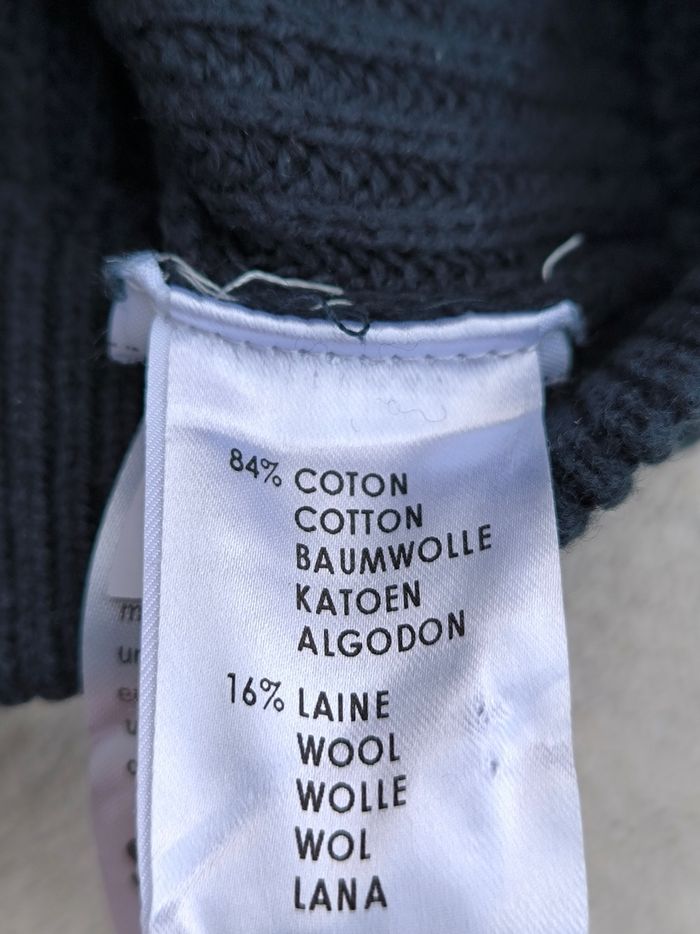 84% COTON
COTTON
BAUMWOLLE
KATOEN
ALGODON
16% LAINE
WOOL
WOLLE
WOL
LANA